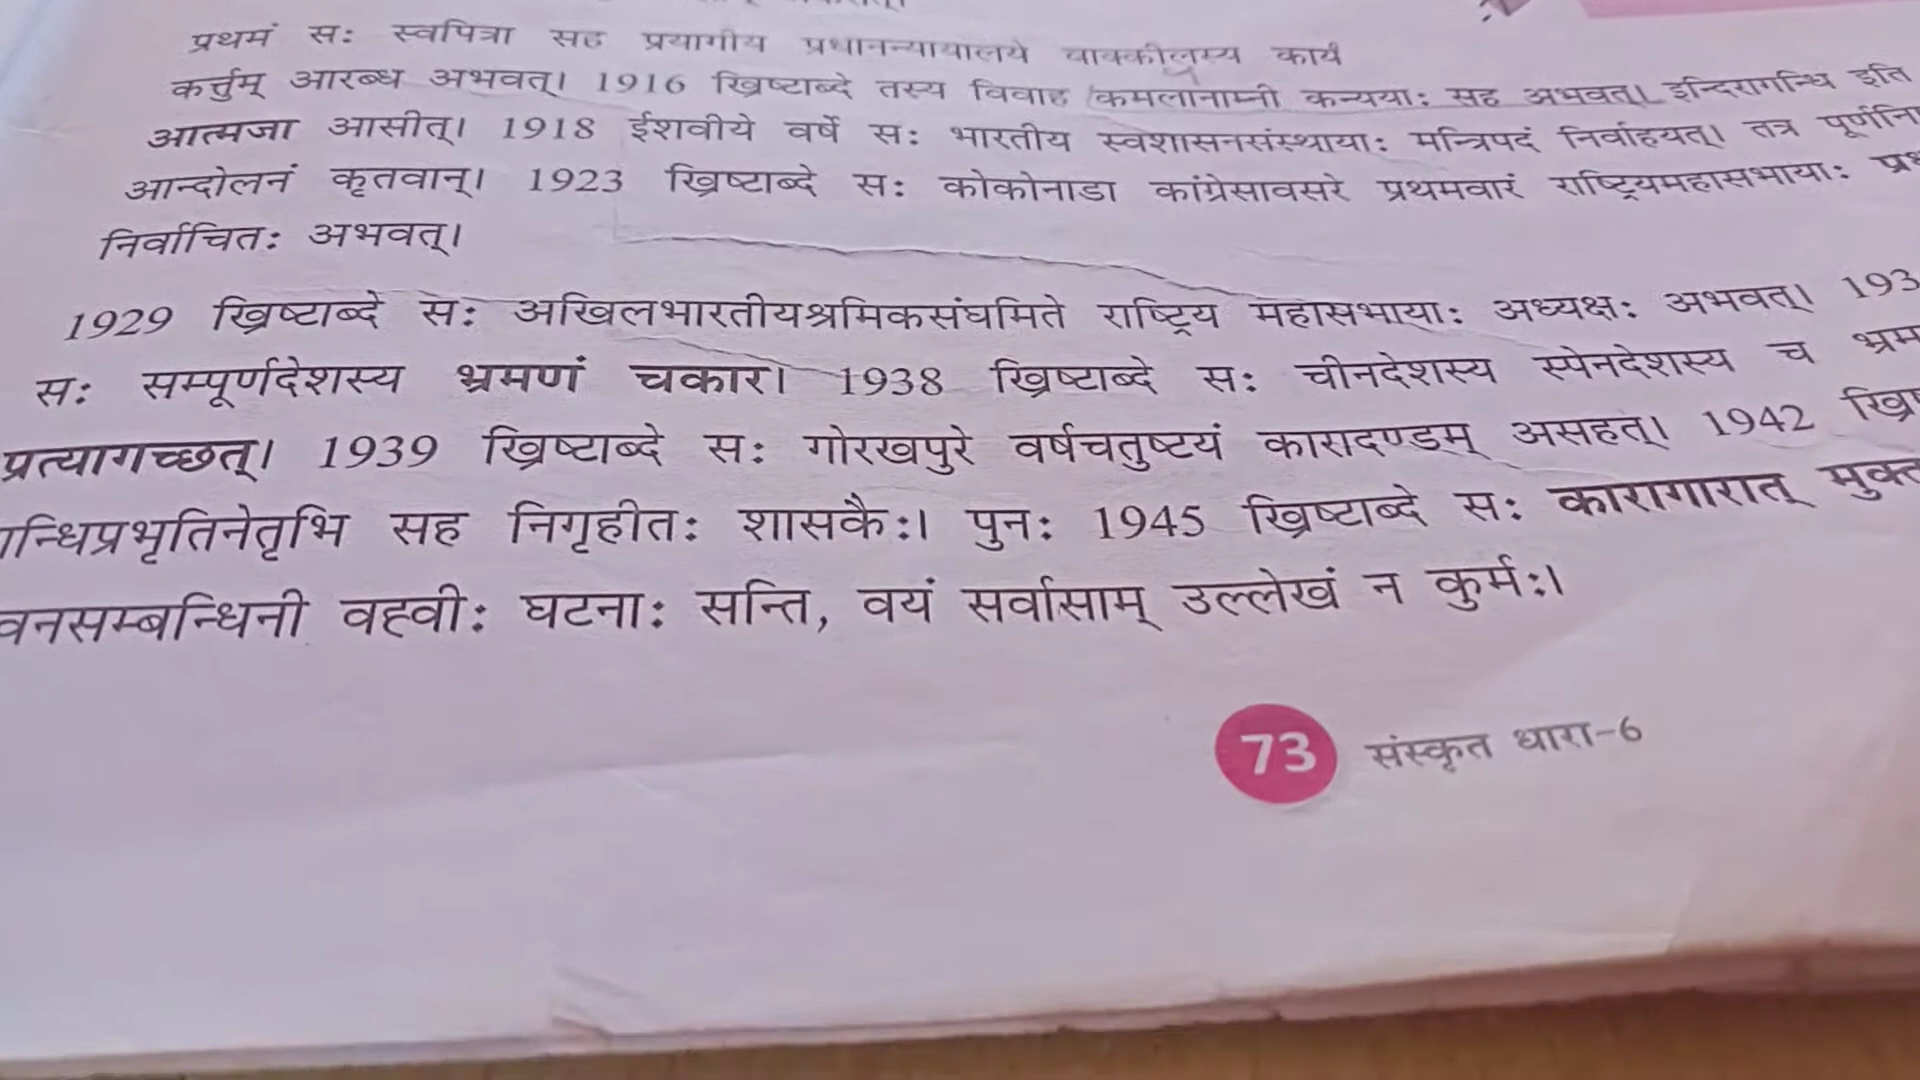 प्रथमं सः स्वपित्रा सह प्रयागीय प्रधानन्यायालये वाक्कीलस्य कार्यं
कर्त्तुम् आरब्ध अभवत्। 1916 ख्रिष्टाब्दे तस्य विवाह कमलानाम्नी कन्ययाः सह अभवत्। इन्दिरागन्धि इति
आत्मजा आसीत्। 1918 ईशवीये वर्षे सः भारतीय स्वशासनसंस्थायाः मन्त्रिपदं निर्वाहयत्। तत्र पूर्णनि
आन्दोलनं कृतवान्। 1923 ख्रिष्टाब्दे सः कोकोनाडा कांग्रेसावसरे प्रथमवारं राष्ट्रियमहासभायाः
निर्वाचितः अभवत्।
1929 ख्रिष्टाब्दे सः अखिलभारतीयश्रमिकसंघमिते राष्ट्रिय महासभायाः अध्यक्षः अभवत्। 193
सः सम्पूर्णदेशस्य भ्रमणं चकार। 1938 ख्रिष्टाब्दे सः चीनदेशस्य स्पेनदेशस्य च भ्रम
प्रत्यागच्छत्। 1939 ख्रिष्टाब्दे सः गोरखपुरे वर्षचतुष्टयं कारादण्डम् असहत्। 1942 ख्रि
न्धिप्रभृतिनेतृभि सह निगृहीतः शासकैः। पुनः 1945 ख्रिष्टाब्दे सः कारागारात् मुक्त
वनसम्बन्धिनी वह्वीः घटनाः सन्ति, वयं सर्वासाम् उल्लेखं न कुर्मः।
73 संस्कृत धारा-6